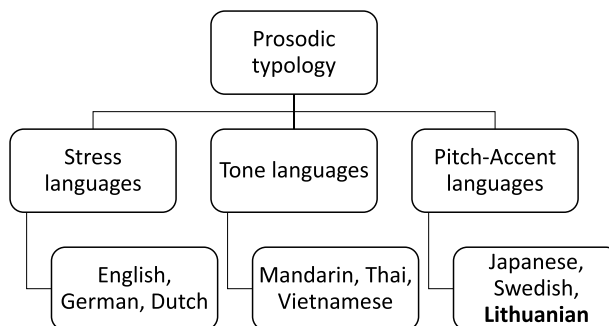 Prosodic
typology
Stress
languages
Tone languages
Pitch-Accent
languages
English,
German, Dutch
Mandarin, Thai,
Vietnamese
Japanese,
Swedish,
Lithuanian